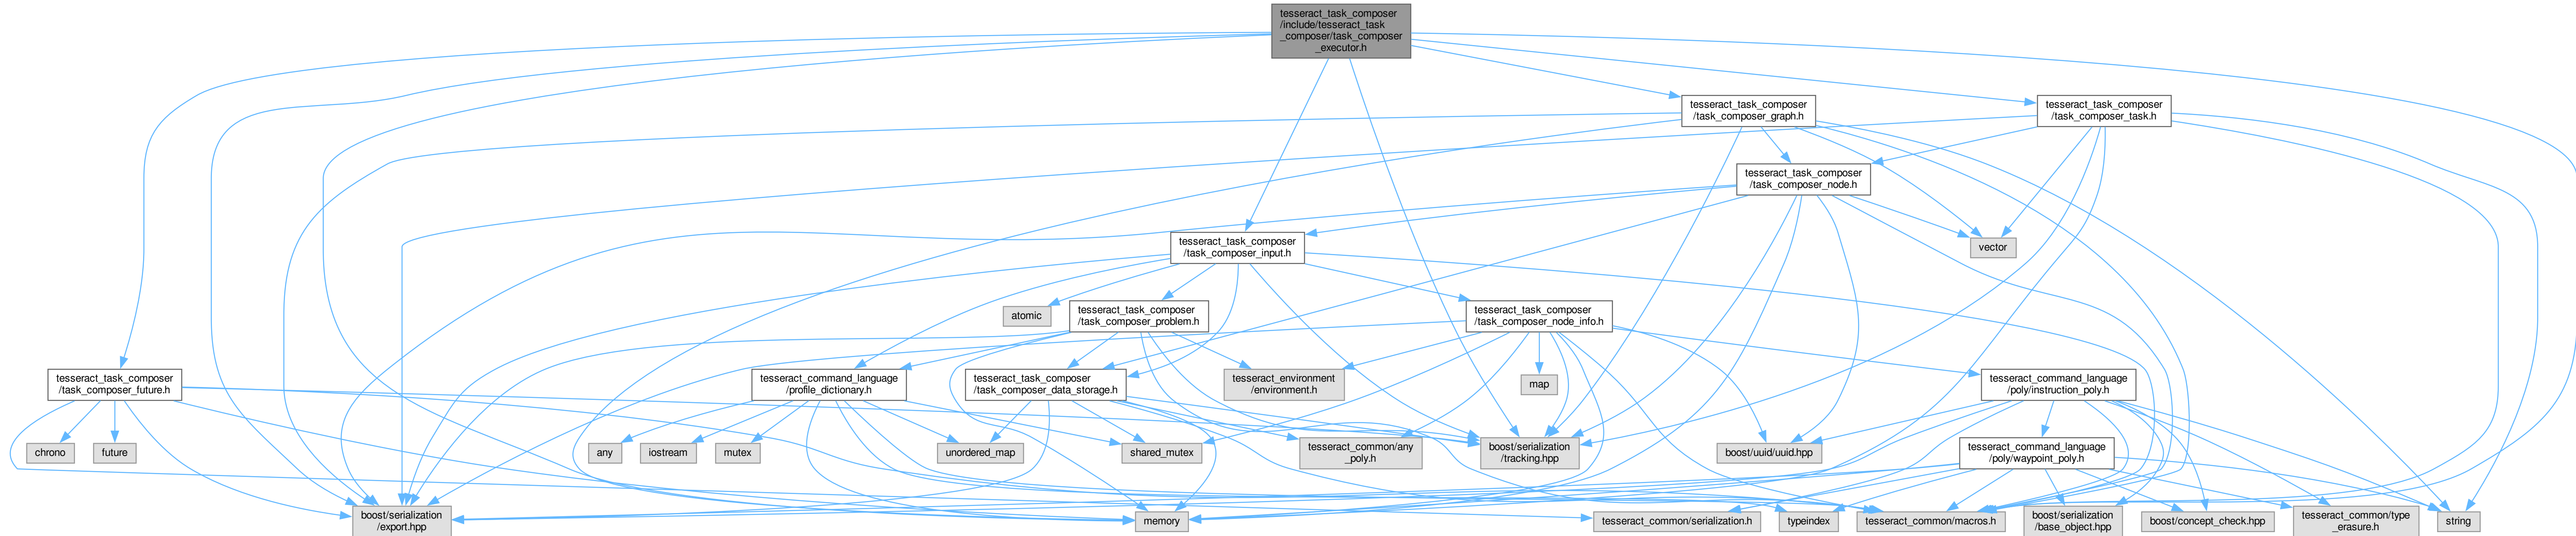 tesseract_task_composer
/include/tesseract_task
_composer/task_composer
_executor.h
tesseract_task_composer
/task_composer_graph.h
tesseract_task_composer
/task_composer_task.h
tesseract_task_composer
/task_composer_node.h
tesseract_task_composer
/task_composer_input.h
vector
atomic
tesseract_task_composer
/task_composer_problem.h
tesseract_task_composer
/task_composer_node_info.h
tesseract_task_composer
/task_composer_future.h
tesseract_command_language
/profile_dictionary.h
tesseract_task_composer
/task_composer_data_storage.h
tesseract_environment
/environment.h
map
tesseract_command_language
/poly/instruction_poly.h
chrono
future
any
iostream
mutex
unordered_map
shared_mutex
tesseract_common/any
_poly.h
boost/serialization
/tracking.hpp
boost/uuid/uuid.hpp
tesseract_command_language
/poly/waypoint_poly.h
boost/serialization
/export.hpp
memory
tesseract_common/serialization.h
typeindex
tesseract_common/macros.h
boost/serialization
/base_object.hpp
boost/concept_check.hpp
tesseract_common/type
_erasure.h
string